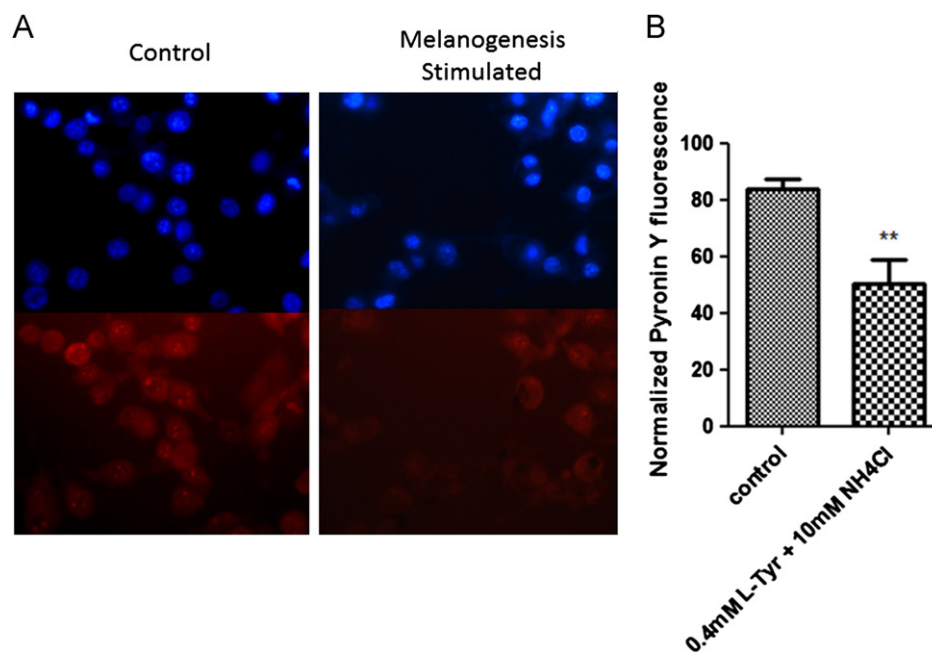 A
Control
Melanogenesis
Stimulated
B
Normalized Pyronin Y fluorescence
100
80
60
40
20
0
**
control
0.4mM L-Tyr + 10mM NH4Cl